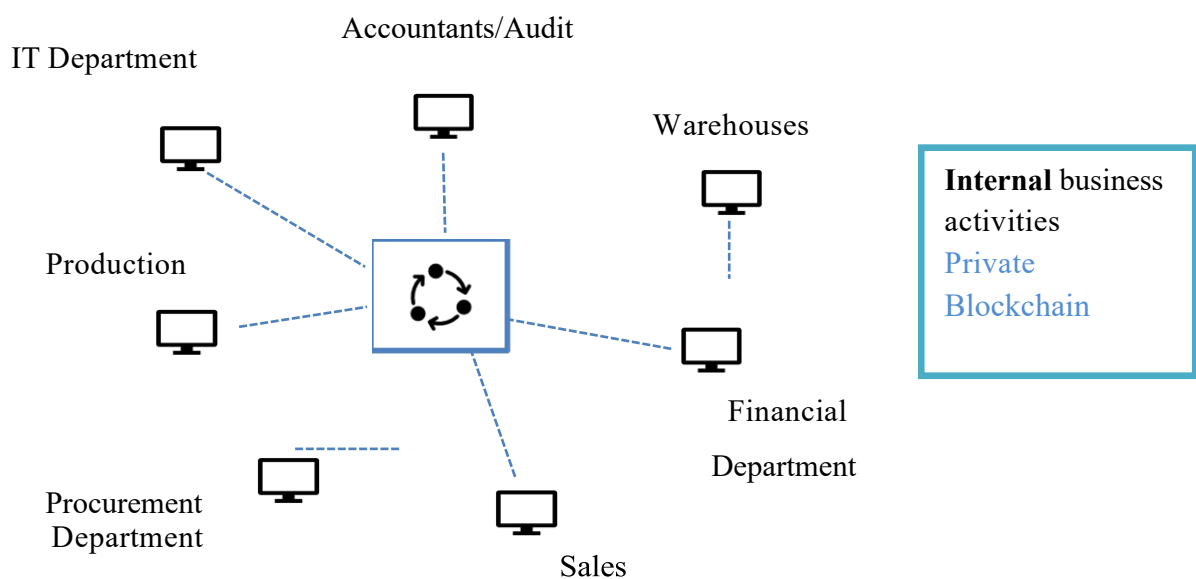 Accountants/Audit
IT Department
Warehouses
Internal business
activities
Private
Blockchain
Production
Financial
Department
Procurement
Department
Sales